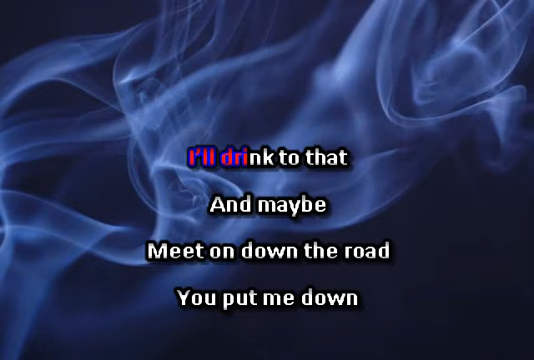 I'll drink to that
And maybe
Meet on down the road
You put me down